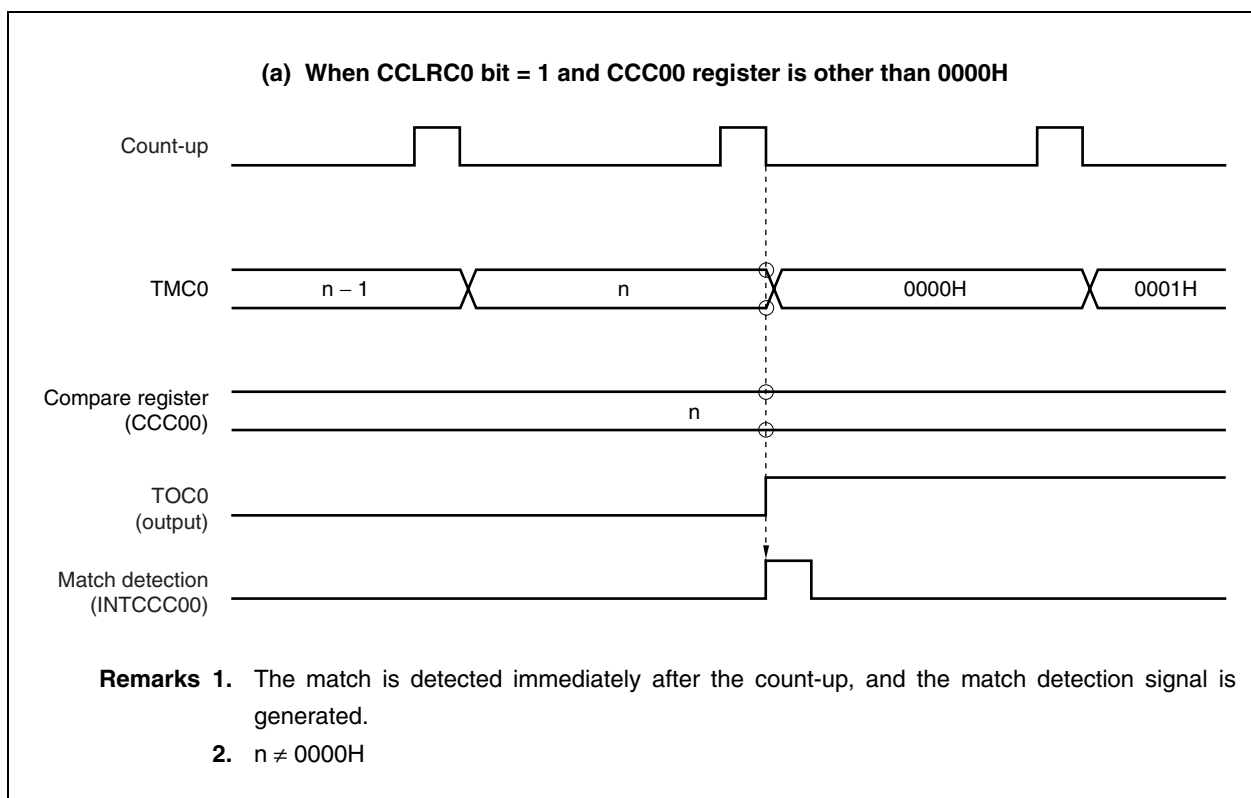 (a) When CCLRC0 bit = 1 and CCC00 register is other than 0000H
Count-up
TMC0
n – 1
n
0000H
0001H
Compare register
(CCC00)
n
TOC0
(output)
Match detection
(INTCCC00)
Remarks 1. The match is detected immediately after the count-up, and the match detection signal is
generated.
2. n ≠ 0000H